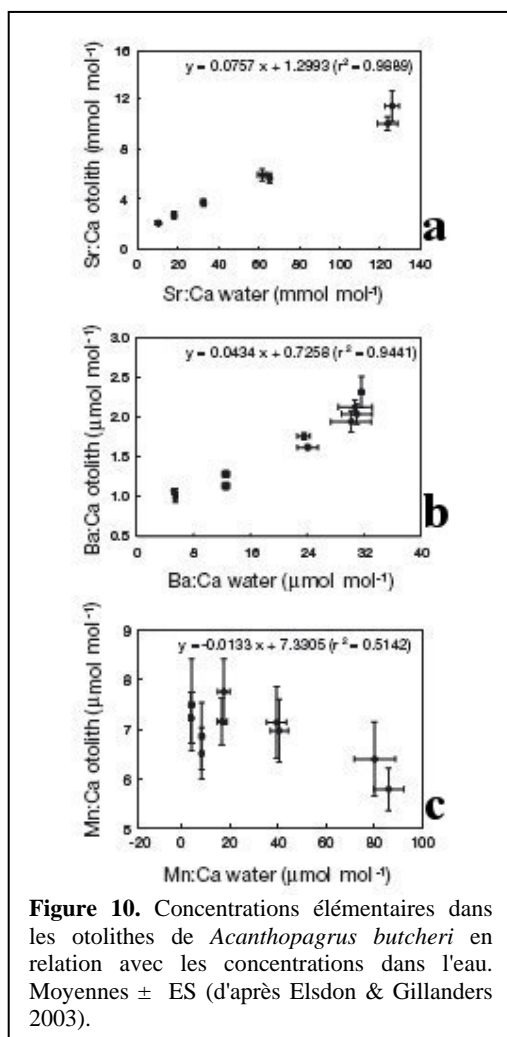 y = 0.0757 x + 1.2993 (r² = 0.9889)
16
12
8
4
0
Sr:Ca otolith (mmol mol⁻¹)
0 20 40 60 80 100 120 140
Sr:Ca water (mmol mol⁻¹)
a
y = 0.0434 x + 0.7258 (r² = 0.9441)
3.0
2.5
2.0
1.5
1.0
0.5
Ba:Ca otolith (µmol mol⁻¹)
0 8 16 24 32 40
Ba:Ca water (µmol mol⁻¹)
b
y = -0.0133 x + 7.3305 (r² = 0.5142)
9
8
7
6
5
Mn:Ca otolith (µmol mol⁻¹)
-20 0 20 40 60 80 100
Mn:Ca water (µmol mol⁻¹)
c
Figure 10. Concentrations élémentaires dans
les otolithes de Acanthopagrus butcheri en
relation avec les concentrations dans l'eau.
Moyennes ± ES (d'après Elsdon & Gillanders
2003).